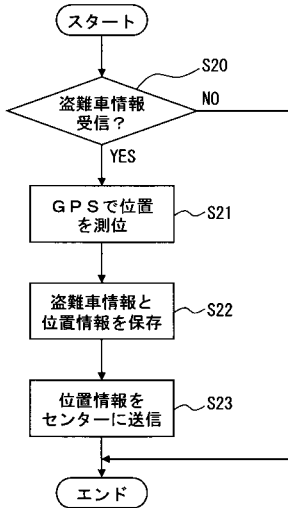 スタート
S20
盗難車情報
受信？
NO
YES
GPSで位置
を測位
S21
盗難車情報と
位置情報を保存
S22
位置情報を
センターに送信
S23
エンド